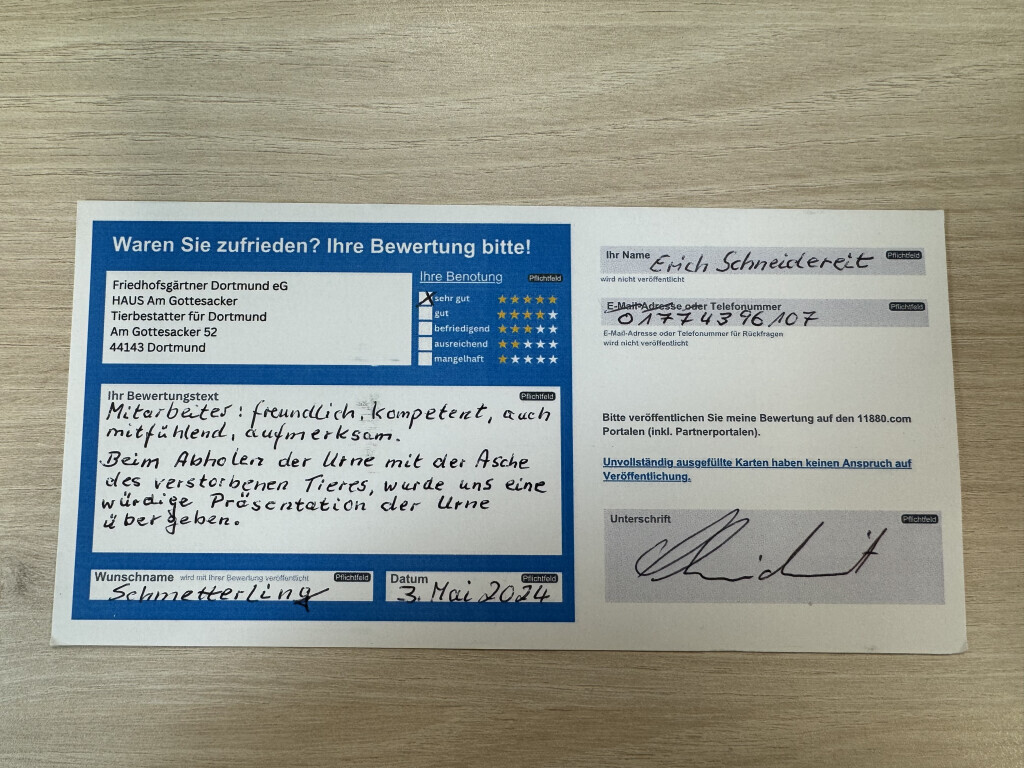 Waren Sie zufrieden? Ihre Bewertung bitte!
Friedhofsgärtner Dortmund eG
HAUS Am Gottesacker
Tierbestatter für Dortmund
Am Gottesacker 52
44143 Dortmund
Ihre Benotung Pflichtfeld
X sehr gut ★★★★★
gut ★★★★★
befriedigend ★★★★★
ausreichend ★★★★★
mangelhaft ★★★★★
Ihr Bewertungstext Pflichtfeld
Mitarbeiter: freundlich, kompetent, auch
mitfühlend, aufmerksam.
Beim Abholen der Urne mit der Asche
des verstorbenen Tieres, wurde uns eine
würdige Präsentation der Urne
übergeben.
Wunschname wird mit Ihrer Bewertung veröffentlicht Pflichtfeld
Schmetterling
Datum Pflichtfeld
3. Mai 2024
Ihr Name Erich Schneidereit Pflichtfeld
wird nicht veröffentlicht
E-Mail-Adresse oder Telefonnummer Pflichtfeld
01774396107
E-Mail-Adresse oder Telefonnummer für Rückfragen
wird nicht veröffentlicht
Bitte veröffentlichen Sie meine Bewertung auf den 11880.com
Portalen (inkl. Partnerportalen).
Unvollständig ausgefüllte Karten haben keinen Anspruch auf
Veröffentlichung.
Unterschrift Pflichtfeld